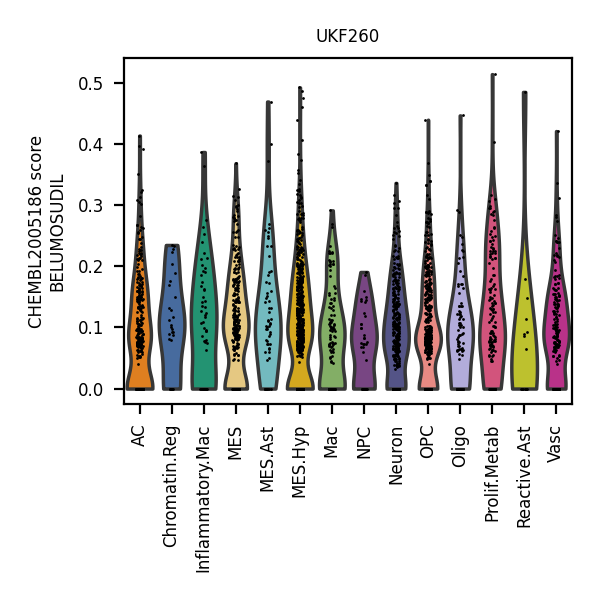 UKF260
CHEMBL2005186 score
BELUMOSUDIL
0.5
0.4
0.3
0.2
0.1
0.0
AC
Chromatin.Reg
Inflammatory.Mac
MES
MES.Ast
MES.Hyp
Mac
NPC
Neuron
OPC
Oligo
Prolif.Metab
Reactive.Ast
Vasc